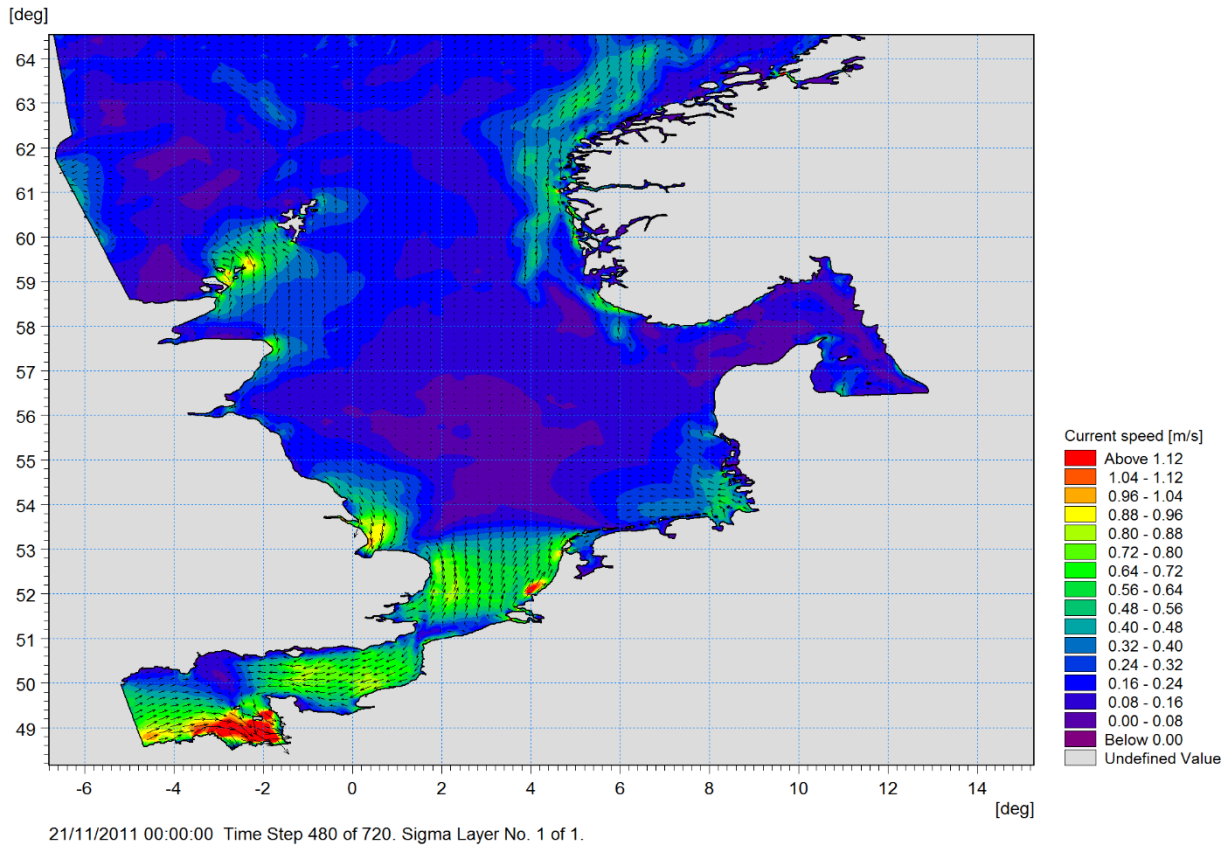 [deg]
64
63
62
61
60
59
58
57
56
55
54
53
52
51
50
49
-6
-4
-2
0
2
4
6
8
10
12
14
[deg]
Current speed [m/s]
Above 1.12
1.04 - 1.12
0.96 - 1.04
0.88 - 0.96
0.80 - 0.88
0.72 - 0.80
0.64 - 0.72
0.56 - 0.64
0.48 - 0.56
0.40 - 0.48
0.32 - 0.40
0.24 - 0.32
0.16 - 0.24
0.08 - 0.16
0.00 - 0.08
Below 0.00
Undefined Value
21/11/2011 00:00:00 Time Step 480 of 720. Sigma Layer No. 1 of 1.